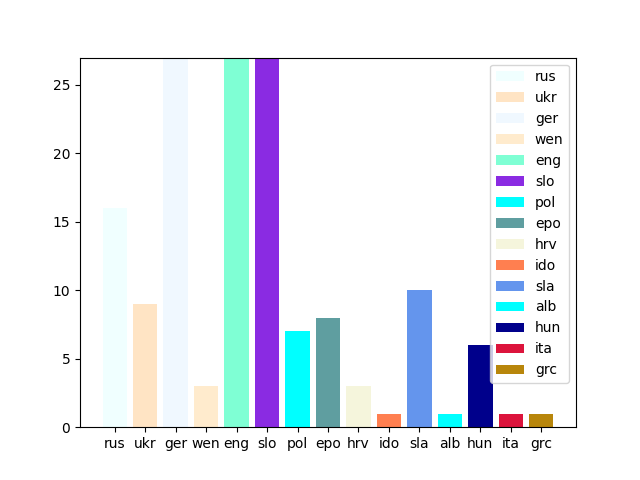 25
20
15
10
5
0
rus ukr ger wen eng slo pol epo hrv ido sla alb hun ita grc
rus
ukr
ger
wen
eng
slo
pol
epo
hrv
ido
sla
alb
hun
ita
grc